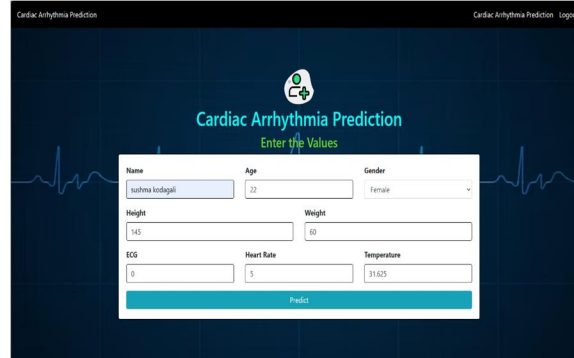 Cardiac Arrhythmia Prediction
Cardiac Arrhythmia Prediction Logou
Cardiac Arrhythmia Prediction
Enter the Values
Name Age Gender
sushma kodagali 22 Female
Height Weight
145 60
ECG Heart Rate Temperature
0 5 31.625
Predict